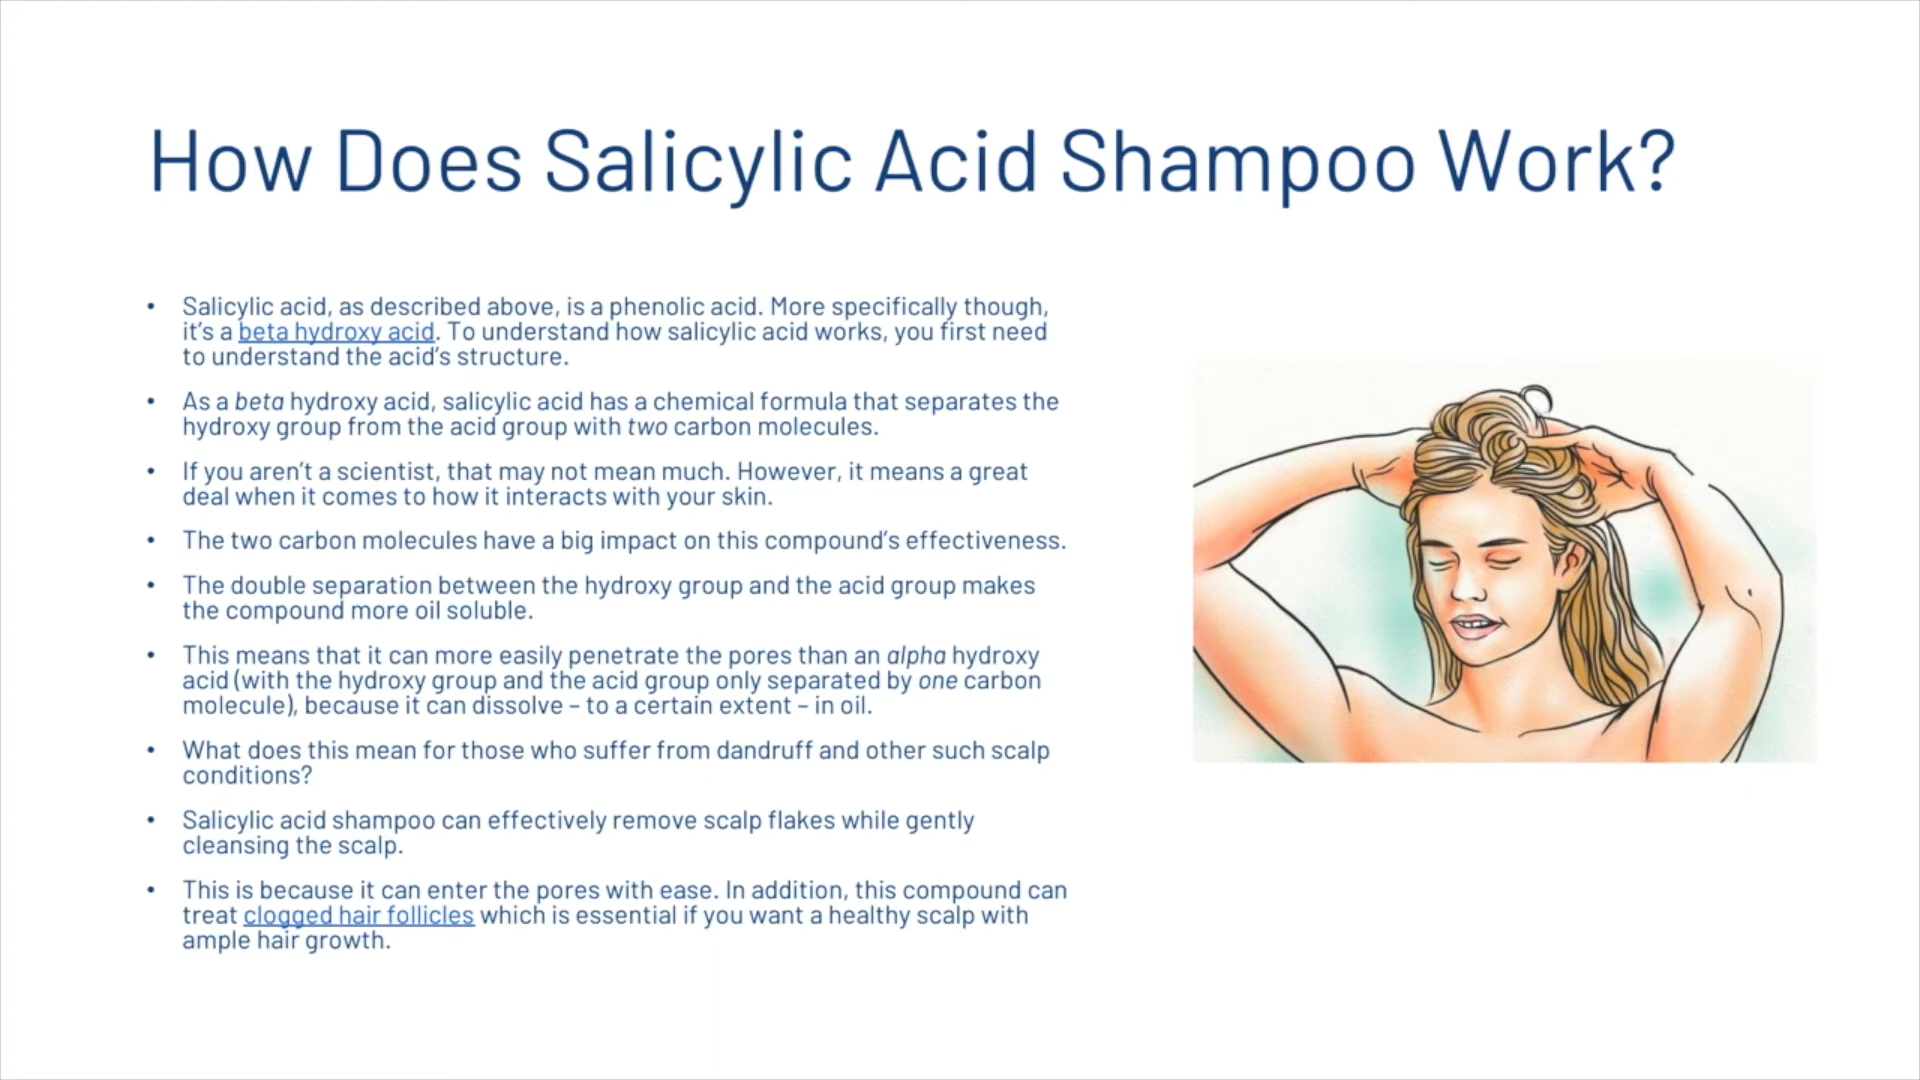 How Does Salicylic Acid Shampoo Work?
• Salicylic acid, as described above, is a phenolic acid. More specifically though,
it's a beta hydroxy acid. To understand how salicylic acid works, you first need
to understand the acid's structure.
• As a beta hydroxy acid, salicylic acid has a chemical formula that separates the
hydroxy group from the acid group with two carbon molecules.
• If you aren't a scientist, that may not mean much. However, it means a great
deal when it comes to how it interacts with your skin.
• The two carbon molecules have a big impact on this compound's effectiveness.
• The double separation between the hydroxy group and the acid group makes
the compound more oil soluble.
• This means that it can more easily penetrate the pores than an alpha hydroxy
acid (with the hydroxy group and the acid group only separated by one carbon
molecule), because it can dissolve – to a certain extent – in oil.
• What does this mean for those who suffer from dandruff and other such scalp
conditions?
• Salicylic acid shampoo can effectively remove scalp flakes while gently
cleansing the scalp.
• This is because it can enter the pores with ease. In addition, this compound can
treat clogged hair follicles which is essential if you want a healthy scalp with
ample hair growth.